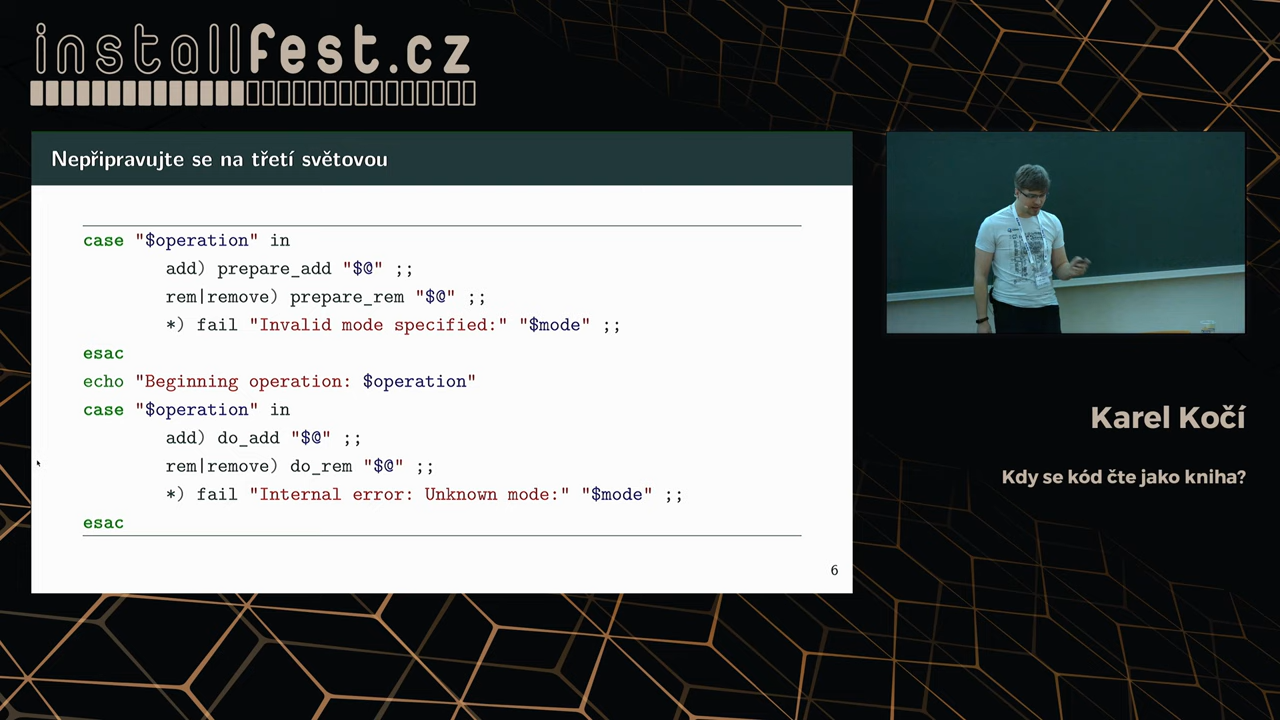 installfest.cz
Nepřipravujte se na třetí světovou
case "$operation" in
add) prepare_add "$@" ;;
rem|remove) prepare_rem "$@" ;;
*) fail "Invalid mode specified:" "$mode" ;;
esac
echo "Beginning operation: $operation"
case "$operation" in
add) do_add "$@" ;;
rem|remove) do_rem "$@" ;;
*) fail "Internal error: Unknown mode:" "$mode" ;;
esac
6
Karel Kočí
Kdy se kód čte jako kniha?